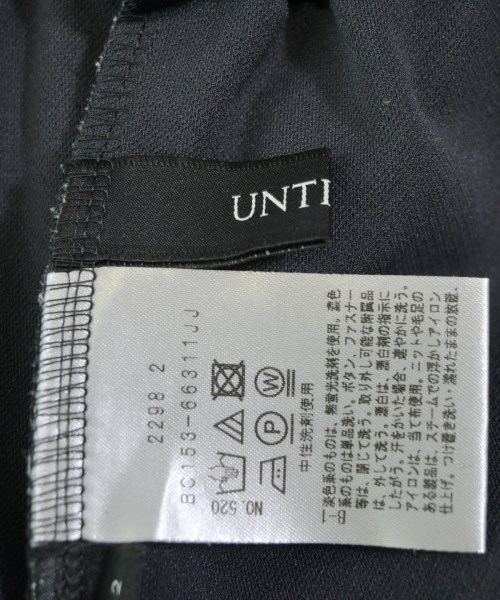 UNTI
2298 2
BC153-66311JJ
W
P
NO.520
中性洗剤使用
淡色系のものは、無蛍光洗剤を使用。濃色
系のものは単品洗い。ボタン、ファスナー
等は、閉じて洗う。取り外し可能な附属品
は、外して洗う。漂白は、漂白剤の指示に
したがう。汗をかいた場合、速やかに洗う。
アイロンは、当て布使用。ニットや毛足の
ある製品は、スチームでの浮かしアイロン
仕上げ。つけ置き洗い・濡れたままの放置、
2